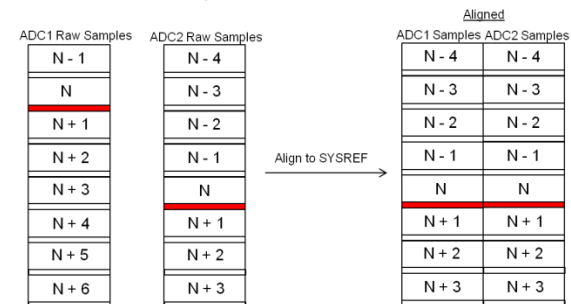 Aligned
ADC1 Raw Samples ADC2 Raw Samples ADC1 Samples ADC2 Samples
N - 1 N - 4 N - 4 N - 4
N N - 3 N - 3 N - 3
N + 1 N - 2 N - 2 N - 2
N + 2 N - 1 Align to SYSREF N - 1 N - 1
N + 3 N N N
N + 4 N + 1 N + 1 N + 1
N + 5 N + 2 N + 2 N + 2
N + 6 N + 3 N + 3 N + 3